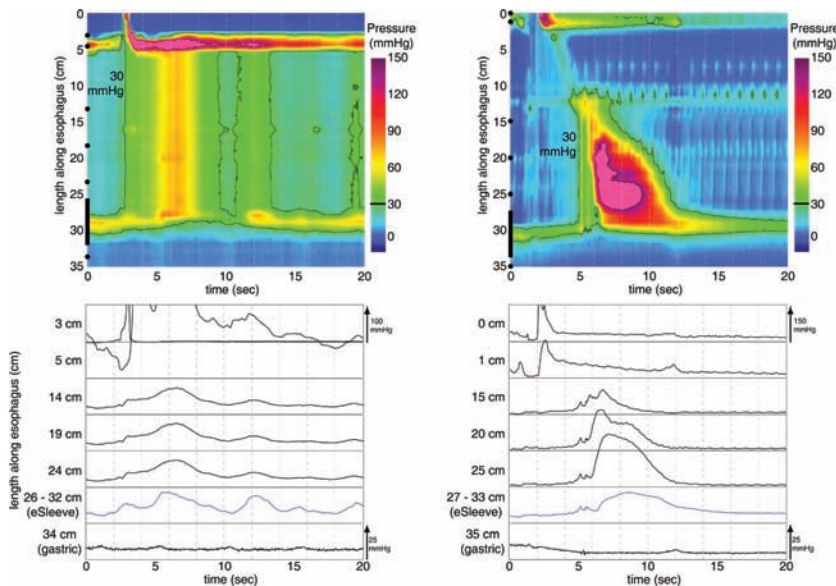 Pressure
(mmHg)
150
120
90
60
30
0
0
5
10
15
20
25
30
35
length along esophagus (cm)
30
mmHg
0 5 10 15 20
time (sec)
Pressure
(mmHg)
150
120
90
60
30
0
0
5
10
15
20
25
30
35
length along esophagus (cm)
30
mmHg
0 5 10 15 20
time (sec)
length along esophagus (cm)
3 cm
5 cm
14 cm
19 cm
24 cm
26 - 32 cm
(eSleeve)
34 cm
(gastric)
100
mmHg
25
mmHg
0 5 10 15 20
time (sec)
0 cm
1 cm
15 cm
20 cm
25 cm
27 - 33 cm
(eSleeve)
35 cm
(gastric)
150
mmHg
25
mmHg
0 5 10 15 20
time (sec)